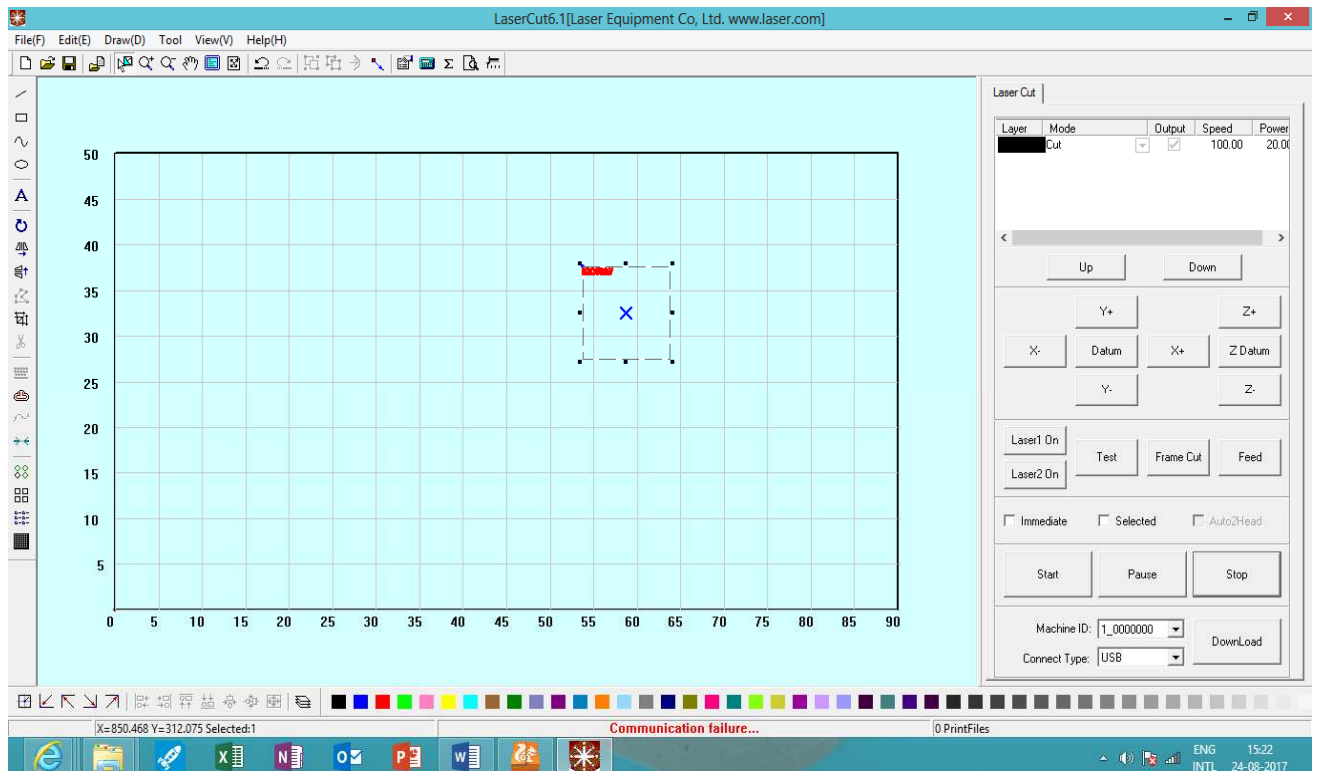 LaserCut6.1[Laser Equipment Co, Ltd. www.laser.com]
File(F) Edit(E) Draw(D) Tool View(V) Help(H)
Laser Cut
Layer Mode Output Speed Power
Cut 100.00 20.00
50
45
40
35
30
25
20
15
10
5
0 5 10 15 20 25 30 35 40 45 50 55 60 65 70 75 80 85 90
Up Down
Y+ Z+
X- Datum X+ Z Datum
Y- Z-
Laser1 On
Laser2 On
Test Frame Cut Feed
Immediate Selected Auto2Head
Start Pause Stop
Machine ID: 1_0000000
Connect Type: USB
DownLoad
X=850.468 Y=312.075 Selected:1 Communication failure... 0 PrintFiles
ENG 15:22
INTL 24-08-2017